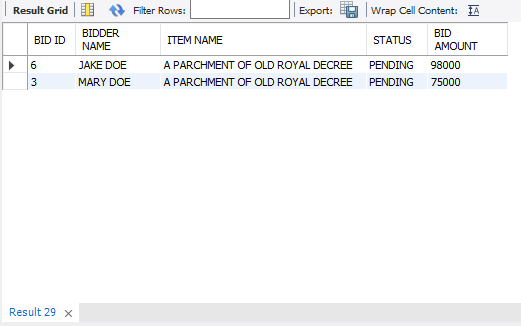 Result Grid Filter Rows: Export: Wrap Cell Content:
BID ID BIDDER NAME ITEM NAME STATUS BID AMOUNT
6 JAKE DOE A PARCHMENT OF OLD ROYAL DECREE PENDING 98000
3 MARY DOE A PARCHMENT OF OLD ROYAL DECREE PENDING 75000
Result 29